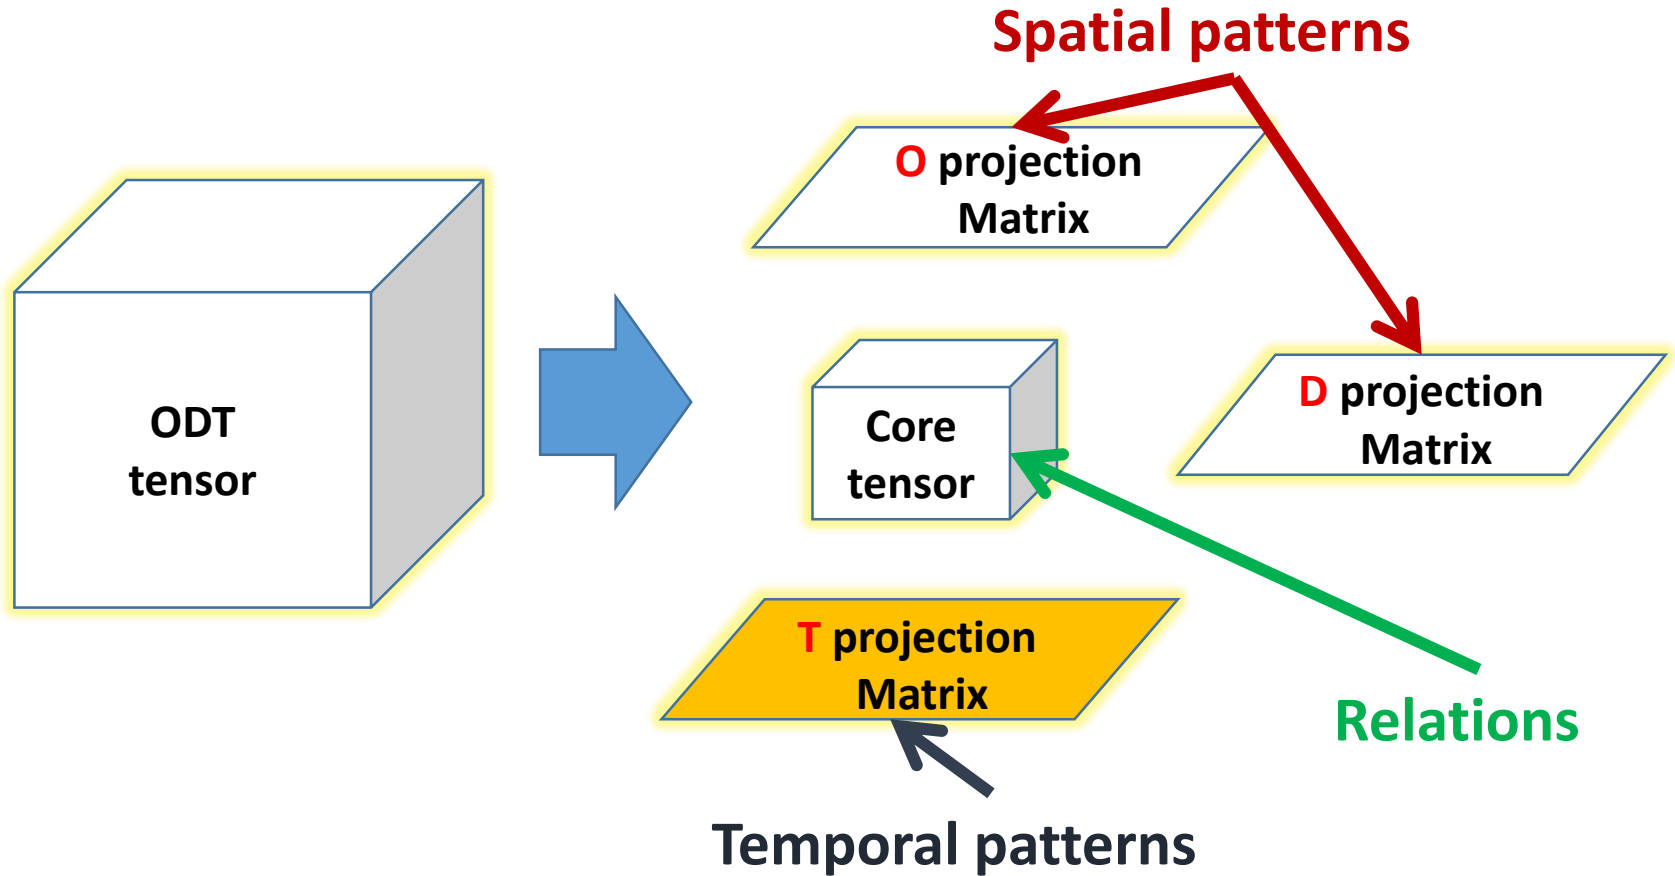 Spatial patterns
O projection
Matrix
ODT
tensor
Core
tensor
D projection
Matrix
T projection
Matrix
Relations
Temporal patterns